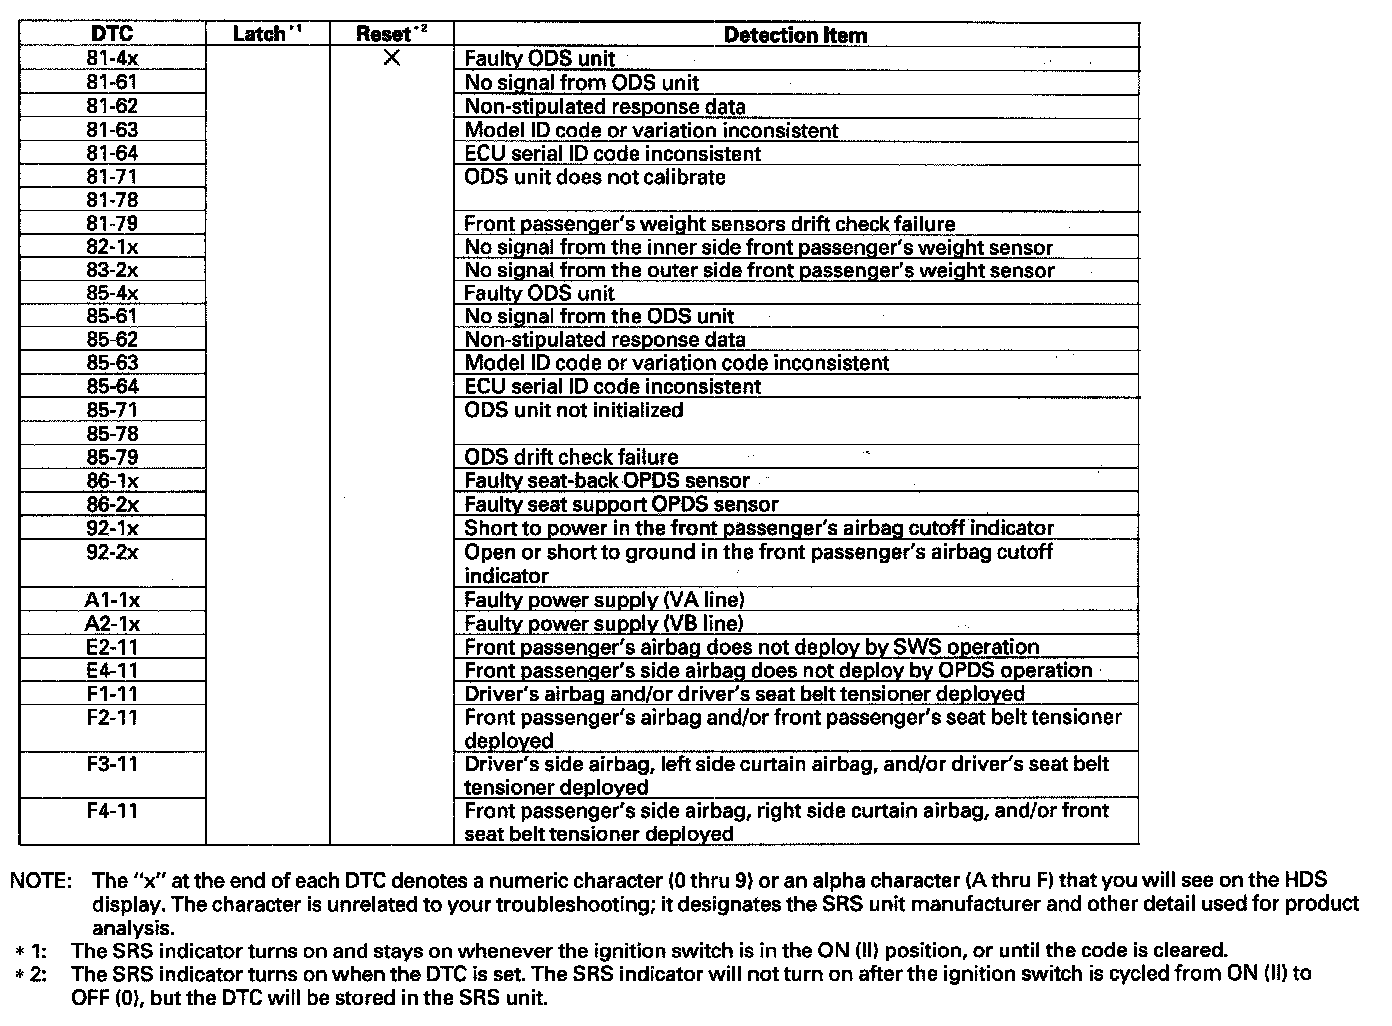 DTC Latch*1 Reset*2 Detection Item
81-4x X Faulty ODS unit
81-61 No signal from ODS unit
81-62 Non-stipulated response data
81-63 Model ID code or variation inconsistent
81-64 ECU serial ID code inconsistent
81-71 ODS unit does not calibrate
81-78
81-79 Front passenger's weight sensors drift check failure
82-1x No signal from the inner side front passenger's weight sensor
83-2x No signal from the outer side front passenger's weight sensor
85-4x Faulty ODS unit
85-61 No signal from the ODS unit
85-62 Non-stipulated response data
85-63 Model ID code or variation code inconsistent
85-64 ECU serial ID code inconsistent
85-71 ODS unit not initialized
85-78
85-79 ODS drift check failure
86-1x Faulty seat-back OPDS sensor
86-2x Faulty seat support OPDS sensor
92-1x Short to power in the front passenger's airbag cutoff indicator
92-2x Open or short to ground in the front passenger's airbag cutoff
indicator
A1-1x Faulty power supply (VA line)
A2-1x Faulty power supply (VB line)
E2-11 Front passenger's airbag does not deploy by SWS operation
E4-11 Front passenger's side airbag does not deploy by OPDS operation
F1-11 Driver's airbag and/or driver's seat belt tensioner deployed
F2-11 Front passenger's airbag and/or front passenger's seat belt tensioner
deployed
F3-11 Driver's side airbag, left side curtain airbag, and/or driver's seat belt
tensioner deployed
F4-11 Front passenger's side airbag, right side curtain airbag, and/or front
seat belt tensioner deployed
NOTE: The "x" at the end of each DTC denotes a numeric character (0 thru 9) or an alpha character (A thru F) that you will see on the HDS
display. The character is unrelated to your troubleshooting; it designates the SRS unit manufacturer and other detail used for product
analysis.
* 1: The SRS indicator turns on and stays on whenever the ignition switch is in the ON (II) position, or until the code is cleared.
* 2: The SRS indicator turns on when the DTC is set. The SRS indicator will not turn on after the ignition switch is cycled from ON (II) to
OFF (0), but the DTC will be stored in the SRS unit.